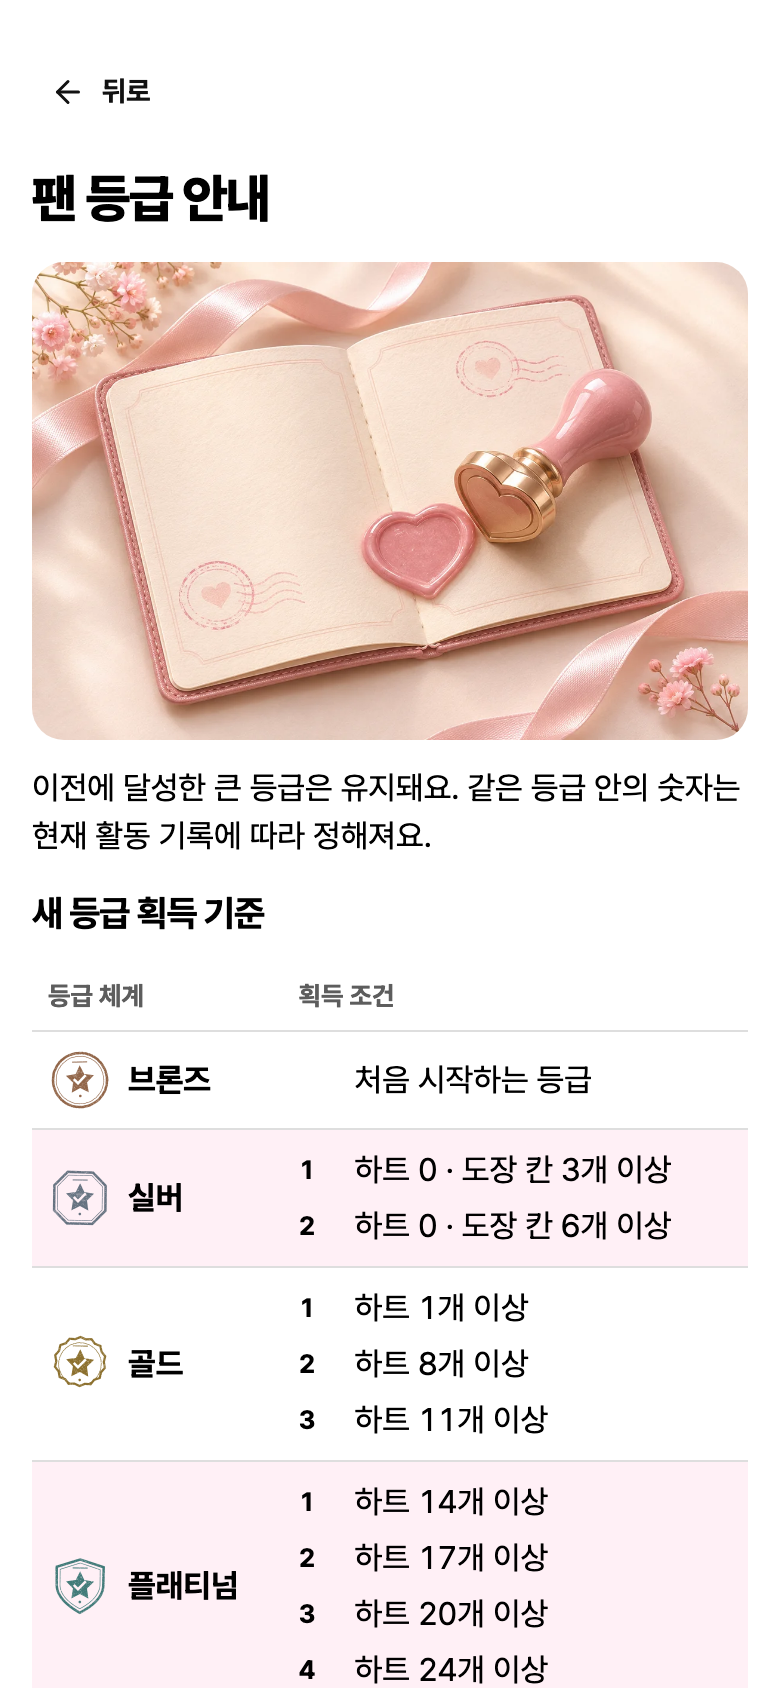 뒤로
팬 등급 안내
이전에 달성한 큰 등급은 유지돼요. 같은 등급 안의 숫자는
현재 활동 기록에 따라 정해져요.
새 등급 획득 기준
등급 체계 획득 조건
브론즈 처음 시작하는 등급
실버
1 하트 0 · 도장 칸 3개 이상
2 하트 0 · 도장 칸 6개 이상
골드
1 하트 1개 이상
2 하트 8개 이상
3 하트 11개 이상
플래티넘
1 하트 14개 이상
2 하트 17개 이상
3 하트 20개 이상
4 하트 24개 이상